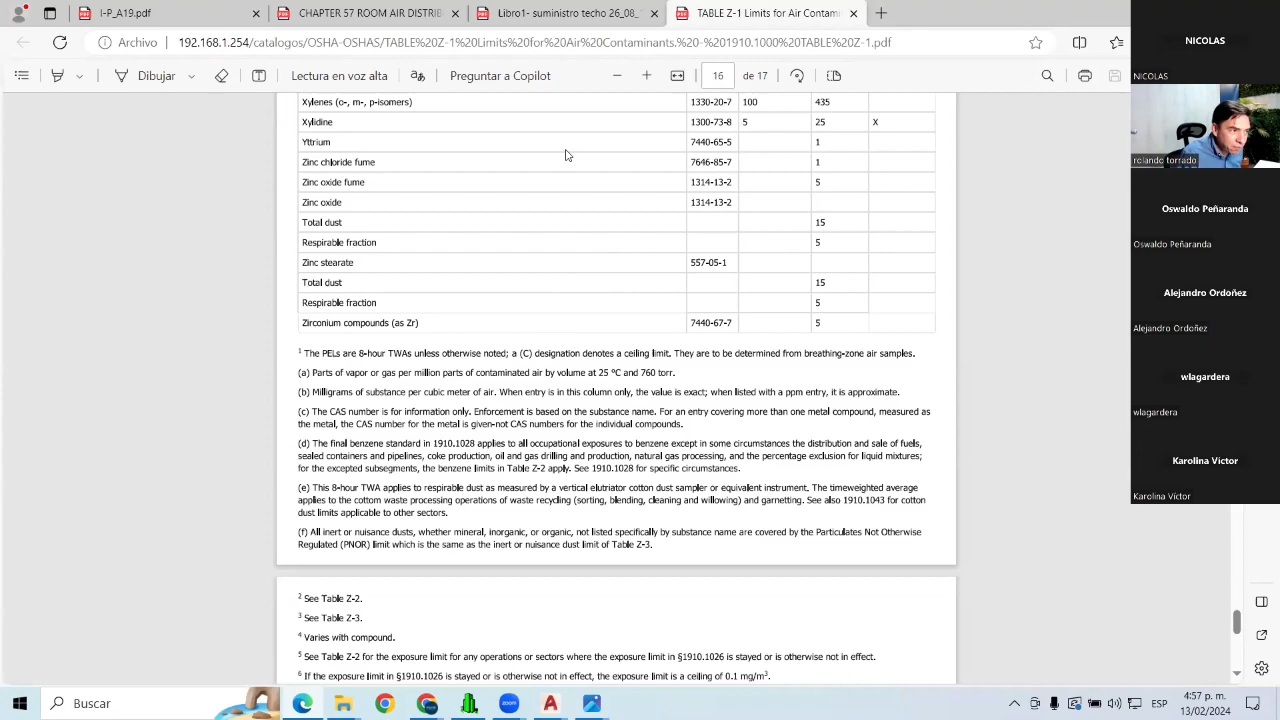 I-P_A19.pdf
CHAPTER 57 ROOM AIR DISTRIB
Libro1- suministro techo 26_08_
TABLE Z-1 Limits for Air Contam
Archivo
192.168.1.254/catalogos/OSHA-OSHAS/TABLE%20Z-1%20Limits%20for%20Air%20Contaminants.%20-%201910.1000%20TABLE%20Z-1.pdf
Dibujar
Lectura en voz alta
Preguntar a Copilot
16
de 17
Xylenes (o-, m-, p-isomers) 1330-20-7 100 435
Xylidine 1300-73-8 5 25 X
Yttrium 7440-65-5 1
Zinc chloride fume 7646-85-7 1
Zinc oxide fume 1314-13-2 5
Zinc oxide 1314-13-2
Total dust 15
Respirable fraction 5
Zinc stearate 557-05-1
Total dust 15
Respirable fraction 5
Zirconium compounds (as Zr) 7440-67-7 5
1 The PELs are 8-hour TWAs unless otherwise noted; a (C) designation denotes a ceiling limit. They are to be determined from breathing-zone air samples.
(a) Parts of vapor or gas per million parts of contaminated air by volume at 25 ºC and 760 torr.
(b) Milligrams of substance per cubic meter of air. When entry is in this column only, the value is exact; when listed with a ppm entry, it is approximate.
(c) The CAS number is for information only. Enforcement is based on the substance name. For an entry covering more than one metal compound, measured as
the metal, the CAS number for the metal is given-not CAS numbers for the individual compounds.
(d) The final benzene standard in 1910.1028 applies to all occupational exposures to benzene except in some circumstances the distribution and sale of fuels,
sealed containers and pipelines, coke production, oil and gas drilling and production, natural gas processing, and the percentage exclusion for liquid mixtures;
for the excepted subsegments, the benzene limits in Table Z-2 apply. See 1910.1028 for specific circumstances.
(e) This 8-hour TWA applies to respirable dust as measured by a vertical elutriator cotton dust sampler or equivalent instrument. The timeweighted average
applies to the cottom waste processing operations of waste recycling (sorting, blending, cleaning and willowing) and garnetting. See also 1910.1043 for cotton
dust limits applicable to other sectors.
(f) All inert or nuisance dusts, whether mineral, inorganic, or organic, not listed specifically by substance name are covered by the Particulates Not Otherwise
Regulated (PNOR) limit which is the same as the inert or nuisance dust limit of Table Z-3.
2 See Table Z-2.
3 See Table Z-3.
4 Varies with compound.
5 See Table Z-2 for the exposure limit for any operations or sectors where the exposure limit in §1910.1026 is stayed or is otherwise not in effect.
6 If the exposure limit in §1910.1026 is stayed or is otherwise not in effect, the exposure limit is a ceiling of 0.1 mg/m3.
NICOLAS
NICOLAS
rolando torrado
Oswaldo Peñaranda
Oswaldo Peñaranda
Alejandro Ordoñez
Alejandro Ordoñez
wlagardera
wlagardera
Karolina Victor
Karolina Víctor
Buscar
zoom
4:57 p. m.
13/02/2024